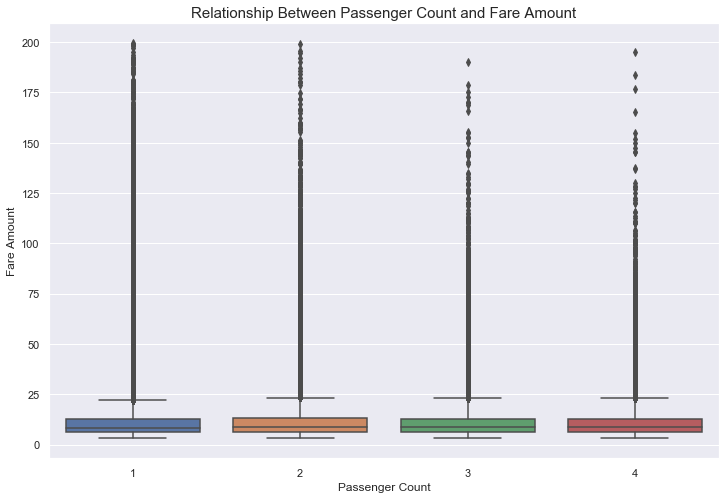 Relationship Between Passenger Count and Fare Amount
200
175
150
125
100
75
50
25
0
Fare Amount
1 2 3 4
Passenger Count